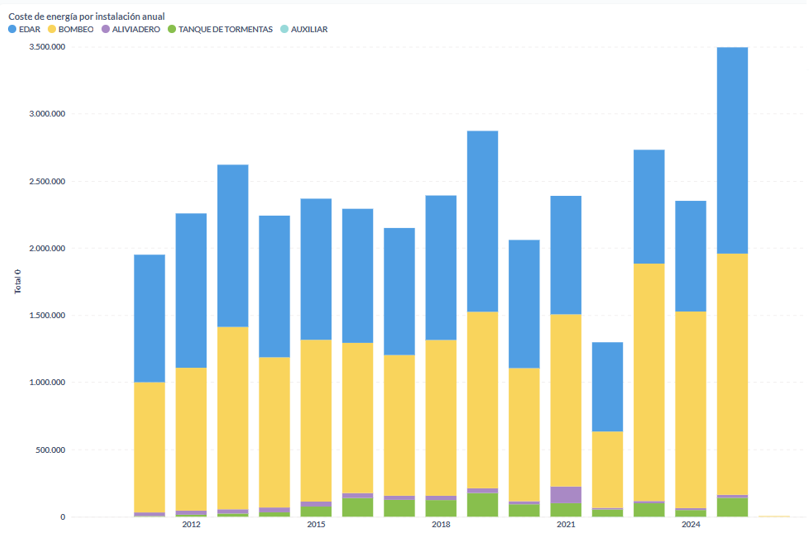 Coste de energía por instalación anual
EDAR BOMBEO ALIVIADERO TANQUE DE TORMENTAS AUXILIAR
3.500.000
3.000.000
2.500.000
2.000.000
1.500.000
1.000.000
500.000
0
Total €
2012 2015 2018 2021 2024